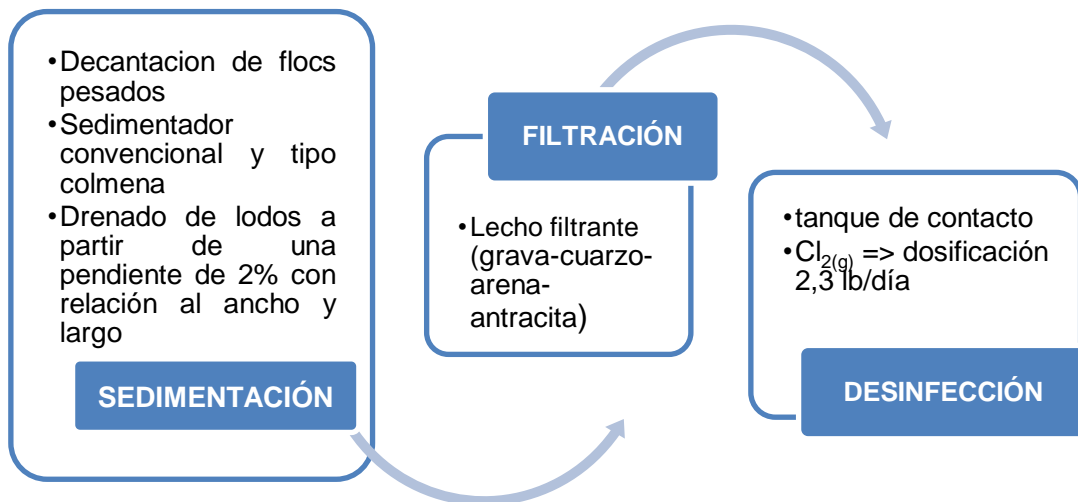 •Decantacion de flocs
pesados
•Sedimentador
convencional y tipo
colmena
•Drenado de lodos a
partir de una
pendiente de 2% con
relación al ancho y
largo
SEDIMENTACIÓN
FILTRACIÓN
•Lecho filtrante
(grava-cuarzo-
arena-
antracita)
•tanque de contacto
•Cl2(g) => dosificación
2,3 lb/día
DESINFECCIÓN